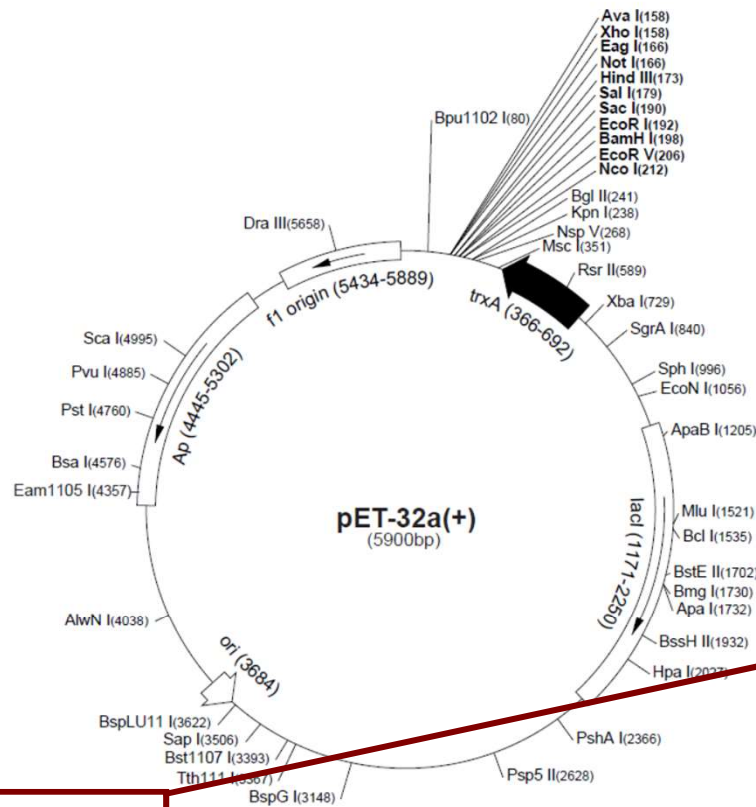 Ava I(158)
Xho I(158)
Eag I(166)
Not I(166)
Hind III(173)
Sal I(179)
Sac I(190)
EcoR I(192)
BamH I(198)
EcoR V(206)
Nco I(212)
Bpu1102 I(80)
Bgl II(241)
Kpn I(238)
Nsp V(268)
Msc I(351)
Rsr II(589)
Xba I(729)
SgrA I(840)
Sph I(996)
EcoN I(1056)
ApaB I(1205)
Mlu I(1521)
Bcl I(1535)
BstE II(1702)
Bmg I(1730)
Apa I(1732)
BssH II(1932)
Hpa I(2027)
PshA I(2366)
Psp5 II(2628)
BspG I(3148)
Tth111 I(3367)
Bst1107 I(3393)
Sap I(3506)
BspLU11 I(3622)
AlwN I(4038)
Eam1105 I(4357)
Bsa I(4576)
Pst I(4760)
Pvu I(4885)
Sca I(4995)
Dra III(5658)
f1 origin (5434-5889)
trxA (366-692)
Ap (4445-5302)
lacI (1171-2250)
ori (3684)
pET-32a(+)
(5900bp)